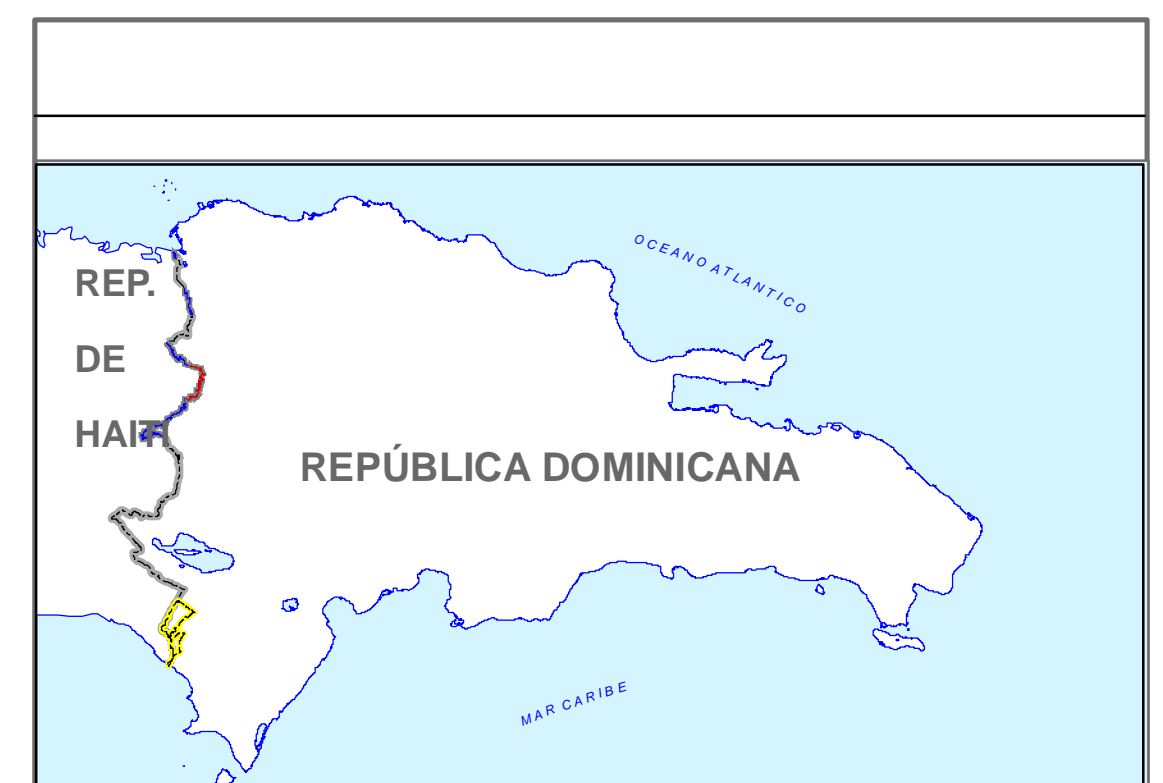 OCEANO ATLANTICO
REP.
DE
HAITI
REPÚBLICA DOMINICANA
MAR CARIBE